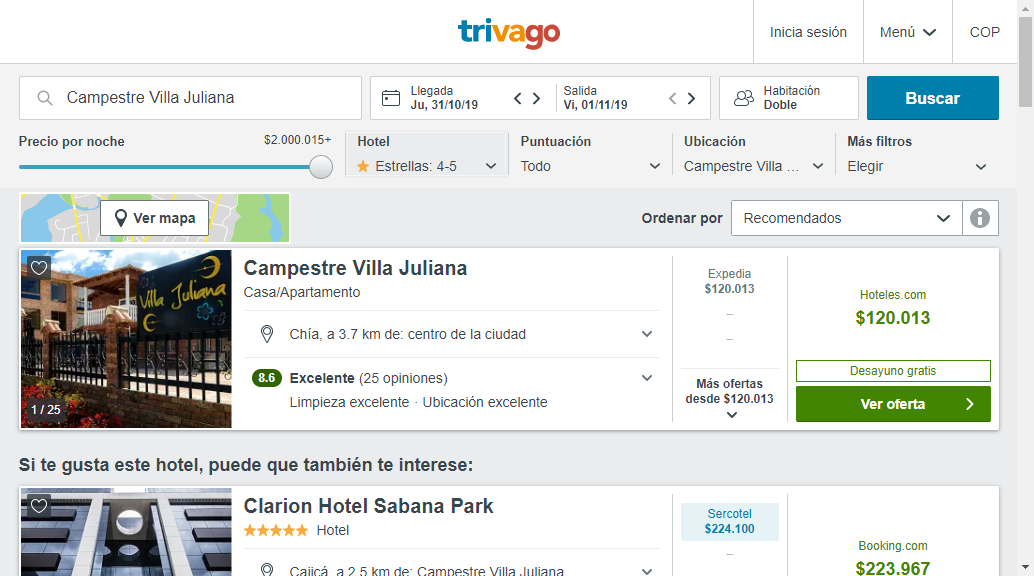 trivago
Inicia sesión
Menú
COP
Campestre Villa Juliana
Llegada
Ju, 31/10/19
Salida
Vi, 01/11/19
Habitación
Doble
Buscar
Precio por noche
$2.000.015+
Hotel
Estrellas: 4-5
Puntuación
Todo
Ubicación
Campestre Villa ...
Más filtros
Elegir
Ver mapa
Ordenar por
Recomendados
Villa Juliana
1 / 25
Campestre Villa Juliana
Casa/Apartamento
Chía, a 3.7 km de: centro de la ciudad
8.6 Excelente (25 opiniones)
Limpieza excelente · Ubicación excelente
Expedia
$120.013
–
–
Más ofertas
desde $120.013
Hoteles.com
$120.013
Desayuno gratis
Ver oferta
Si te gusta este hotel, puede que también te interese:
Clarion Hotel Sabana Park
Hotel
Cajicá, a 2.5 km de: Campestre Villa Juliana
Sercotel
$224.100
–
Booking.com
$223.967